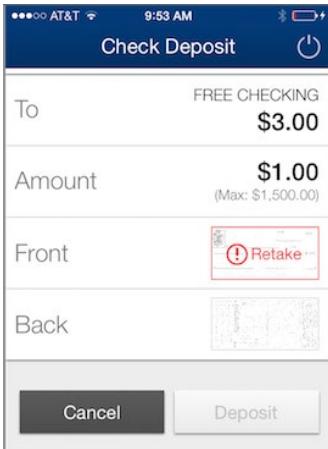 AT&T 9:53 AM
Check Deposit
To FREE CHECKING
$3.00
Amount $1.00
(Max: $1,500.00)
Front Retake
Back
Cancel Deposit